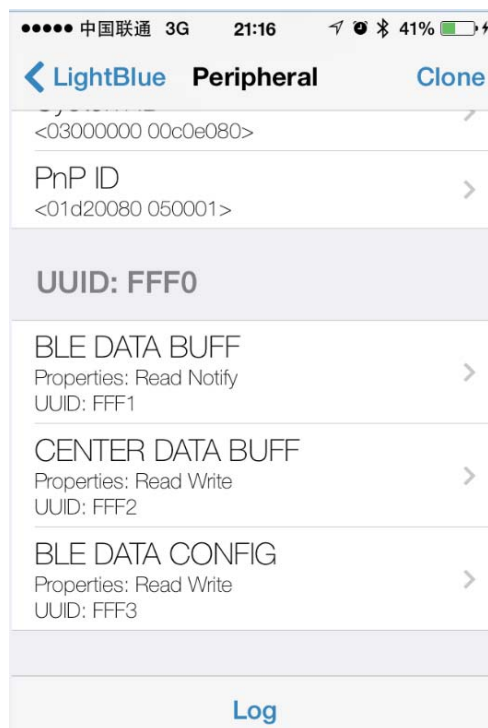 中国联通 3G 21:16 41%
LightBlue Peripheral Clone
<03000000 00c0e080>
PnP ID
<01d20080 050001>
UUID: FFF0
BLE DATA BUFF
Properties: Read Notify
UUID: FFF1
CENTER DATA BUFF
Properties: Read Write
UUID: FFF2
BLE DATA CONFIG
Properties: Read Write
UUID: FFF3
Log